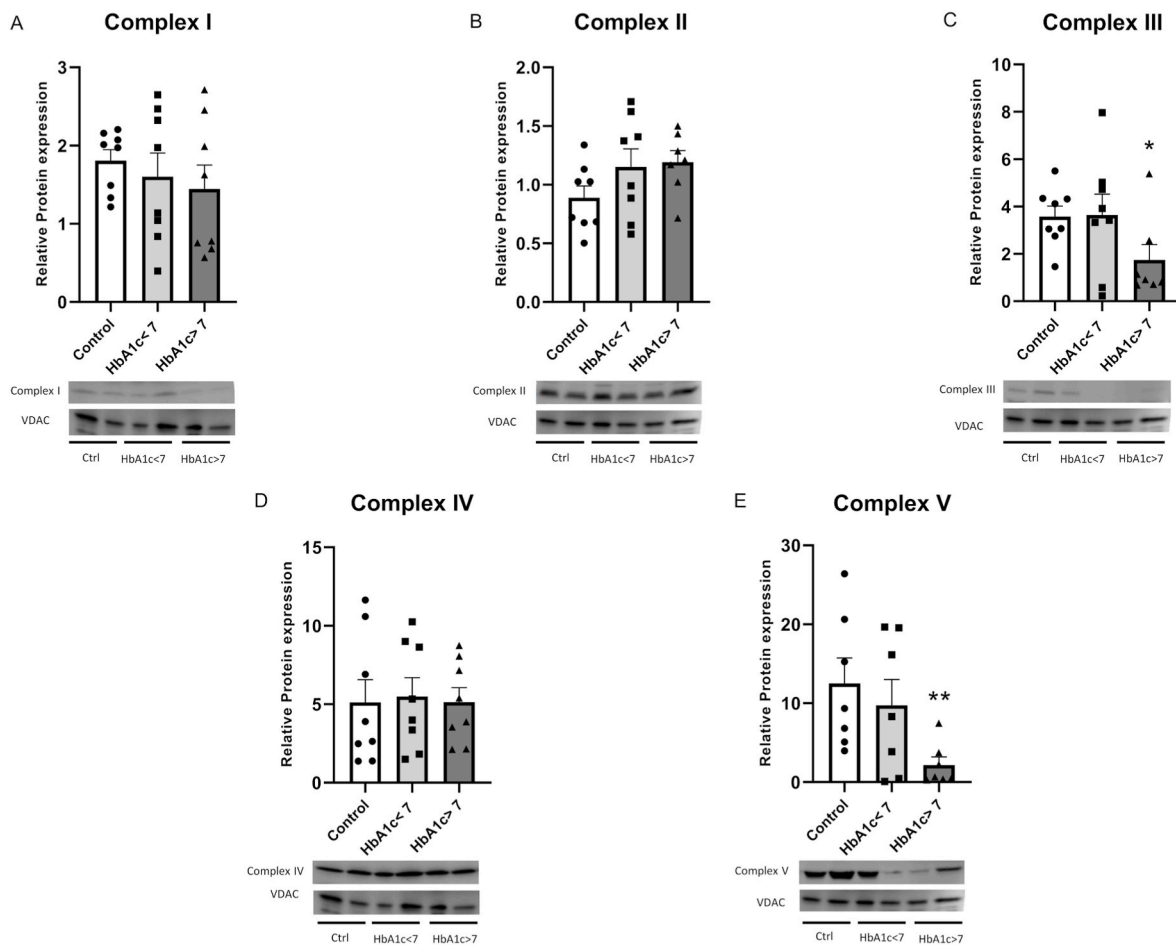 A
Complex I
Relative Protein expression
3
2
1
0
Control
HbA1c< 7
HbA1c> 7
Complex I
VDAC
Ctrl
HbA1c<7
HbA1c>7
B
Complex II
Relative Protein expression
2.0
1.5
1.0
0.5
0.0
Control
HbA1c< 7
HbA1c> 7
Complex II
VDAC
Ctrl
HbA1c<7
HbA1c>7
C
Complex III
Relative Protein expression
10
8
6
4
2
0
*
Control
HbA1c< 7
HbA1c> 7
Complex III
VDAC
Ctrl
HbA1c<7
HbA1c>7
D
Complex IV
Relative Protein expression
15
10
5
0
Control
HbA1c< 7
HbA1c> 7
Complex IV
VDAC
Ctrl
HbA1c<7
HbA1c>7
E
Complex V
Relative Protein expression
30
20
10
0
**
Control
HbA1c< 7
HbA1c> 7
Complex V
VDAC
Ctrl
HbA1c<7
HbA1c>7